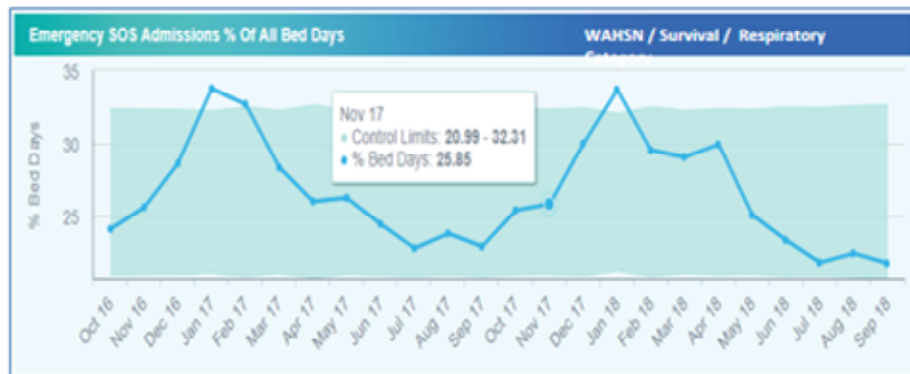 Emergency SOS Admissions % Of All Bed Days
WAHSN / Survival / Respiratory
Category
35
30
25
% Bed Days
Nov 17
Control Limits: 20.99 - 32.31
% Bed Days: 25.85
Oct 16
Nov 16
Dec 16
Jan 17
Feb 17
Mar 17
Apr 17
May 17
Jun 17
Jul 17
Aug 17
Sep 17
Oct 17
Nov 17
Dec 17
Jan 18
Feb 18
Mar 18
Apr 18
May 18
Jun 18
Jul 18
Aug 18
Sep 18